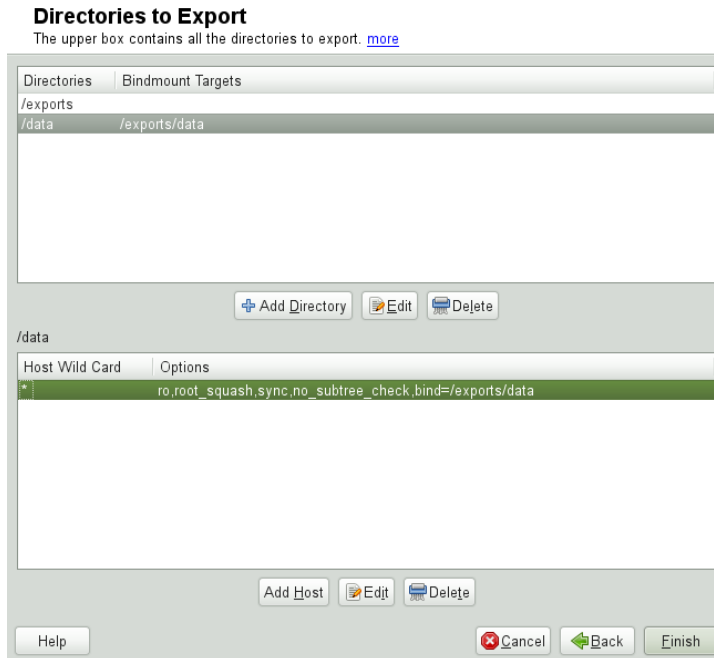 Directories to Export
The upper box contains all the directories to export. more
Directories Bindmount Targets
/exports
/data /exports/data
Add Directory Edit Delete
/data
Host Wild Card Options
* ro,root_squash,sync,no_subtree_check,bind=/exports/data
Add Host Edit Delete
Help Cancel Back Finish